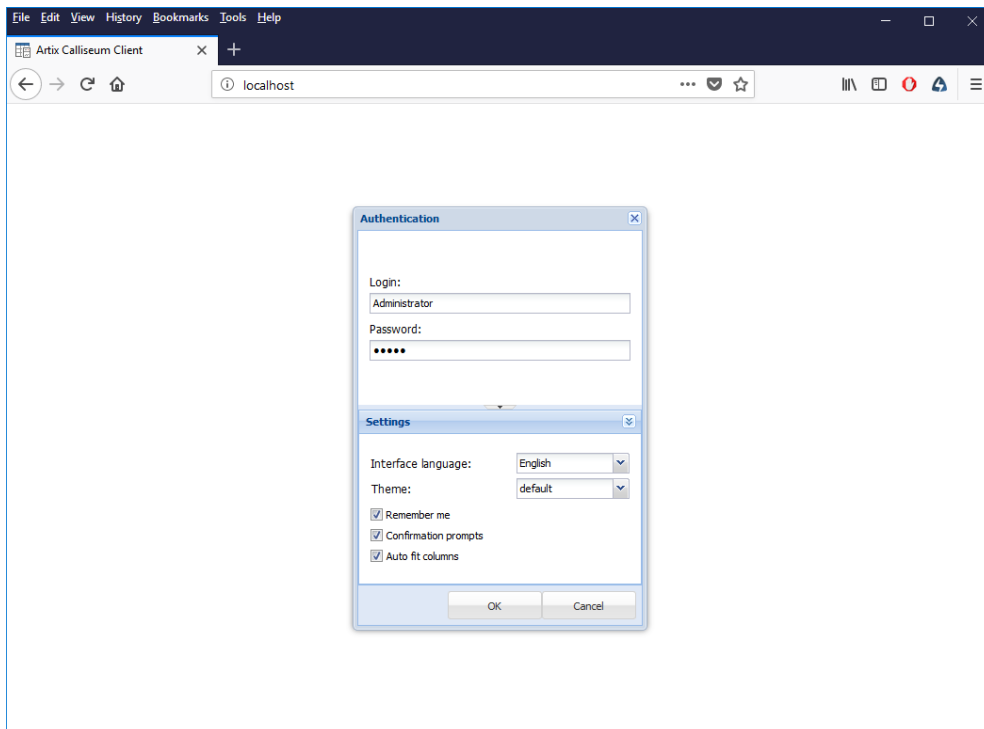 File Edit View History Bookmarks Tools Help
Artix Calliseum Client
localhost
Authentication
Login:
Administrator
Password:
•••••
Settings
Interface language: English
Theme: default
Remember me
Confirmation prompts
Auto fit columns
OK Cancel